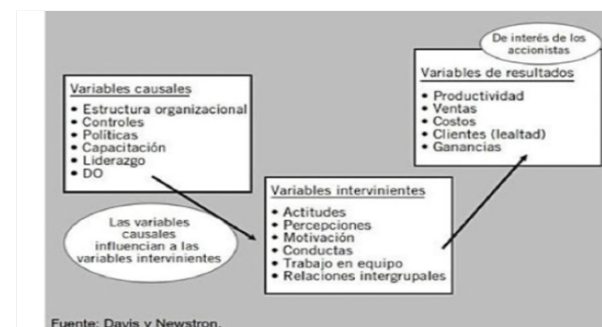 De interés de los
accionistas
Variables de resultados
• Productividad
• Ventas
• Costos
• Clientes (lealtad)
• Ganancias
Variables causales
• Estructura organizacional
• Controles
• Políticas
• Capacitación
• Liderazgo
• DO
Las variables
causales
influencian a las
variables intervinientes
Variables intervinientes
• Actitudes
• Percepciones
• Motivación
• Conductas
• Trabajo en equipo
• Relaciones intergrupales
Fuente: Davis y Newstron.